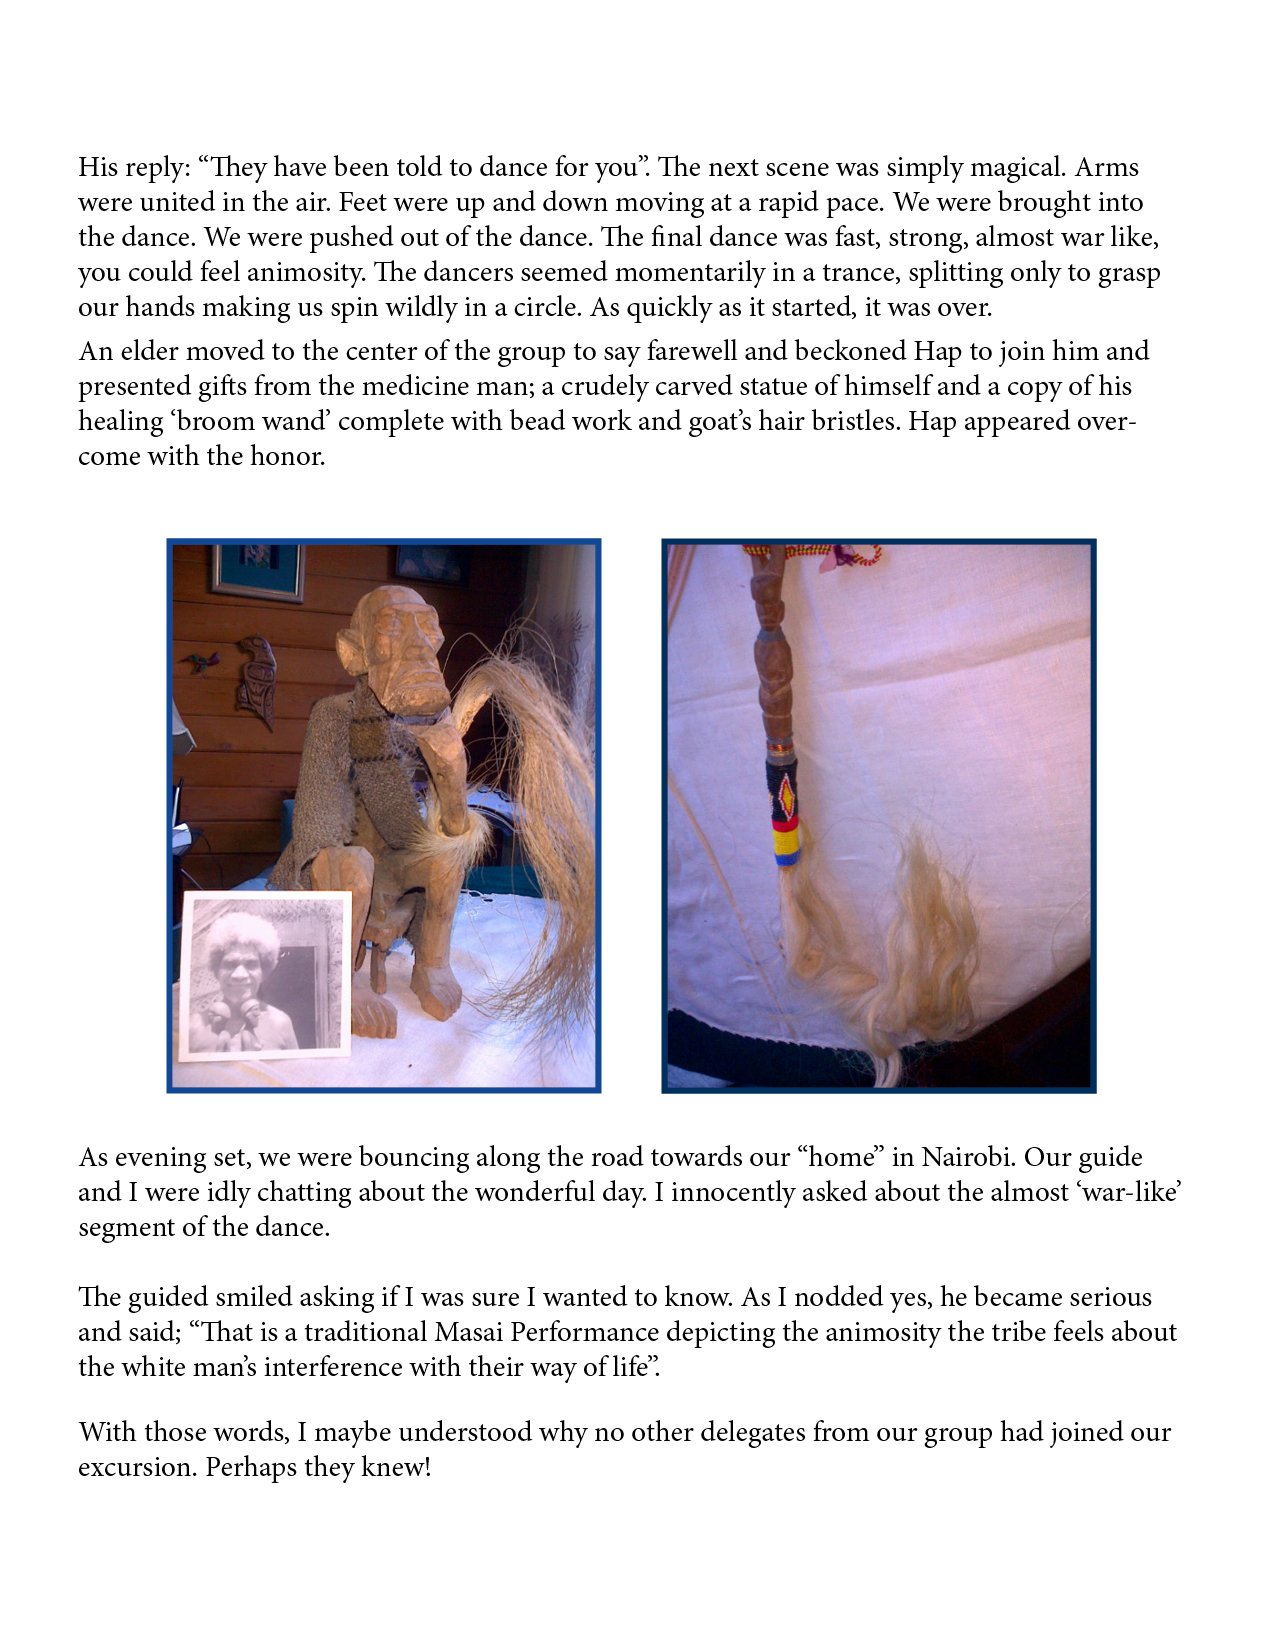 His reply: “They have been told to dance for you”. The next scene was simply magical. Arms
were united in the air. Feet were up and down moving at a rapid pace. We were brought into
the dance. We were pushed out of the dance. The final dance was fast, strong, almost war like,
you could feel animosity. The dancers seemed momentarily in a trance, splitting only to grasp
our hands making us spin wildly in a circle. As quickly as it started, it was over.
An elder moved to the center of the group to say farewell and beckoned Hap to join him and
presented gifts from the medicine man; a crudely carved statue of himself and a copy of his
healing ‘broom wand’ complete with bead work and goat’s hair bristles. Hap appeared over-
come with the honor.
As evening set, we were bouncing along the road towards our “home” in Nairobi. Our guide
and I were idly chatting about the wonderful day. I innocently asked about the almost ‘war-like’
segment of the dance.
The guided smiled asking if I was sure I wanted to know. As I nodded yes, he became serious
and said; “That is a traditional Masai Performance depicting the animosity the tribe feels about
the white man’s interference with their way of life”.
With those words, I maybe understood why no other delegates from our group had joined our
excursion. Perhaps they knew!